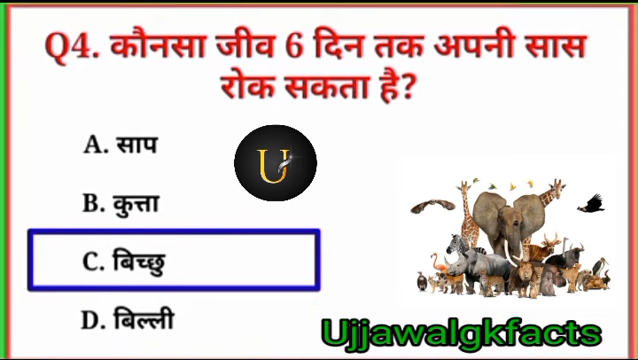 Q4. कौनसा जीव 6 दिन तक अपनी सास
रोक सकता है?
A. साप
U
B. कुत्ता
C. बिच्छु
D. बिल्ली
Ujjawalgkfacts